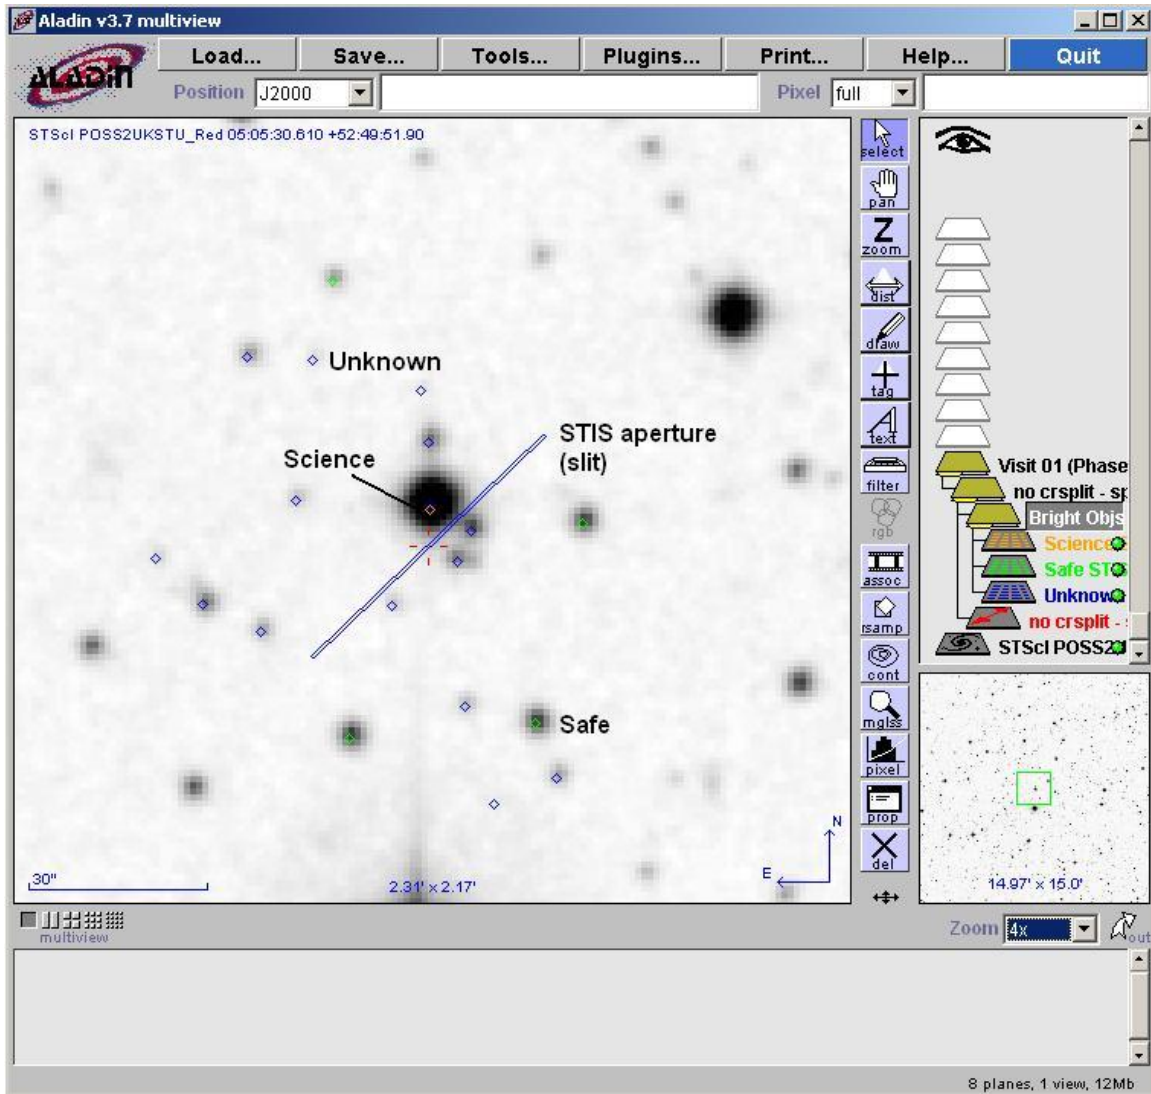 Aladin v3.7 multiview
ALADIN
Load... Save... Tools... Plugins... Print... Help... Quit
Position J2000 Pixel full
STScI POSS2UKSTU_Red 05:05:30.610 +52:49:51.90
Unknown
Science
STIS aperture
(slit)
Safe
30"
2.31' x 2.17'
N
E
select
pan
Z
zoom
dist
draw
tag
text
filter
rgb
assoc
rsamp
cont
mglss
pixel
prop
del
Visit 01 (Phase
no crsplit - sp
Bright Objs
Science
Safe STS
Unknow
no crsplit - :
STScI POSS2
14.97' x 15.0'
multiview
Zoom 4x out
8 planes, 1 view, 12Mb